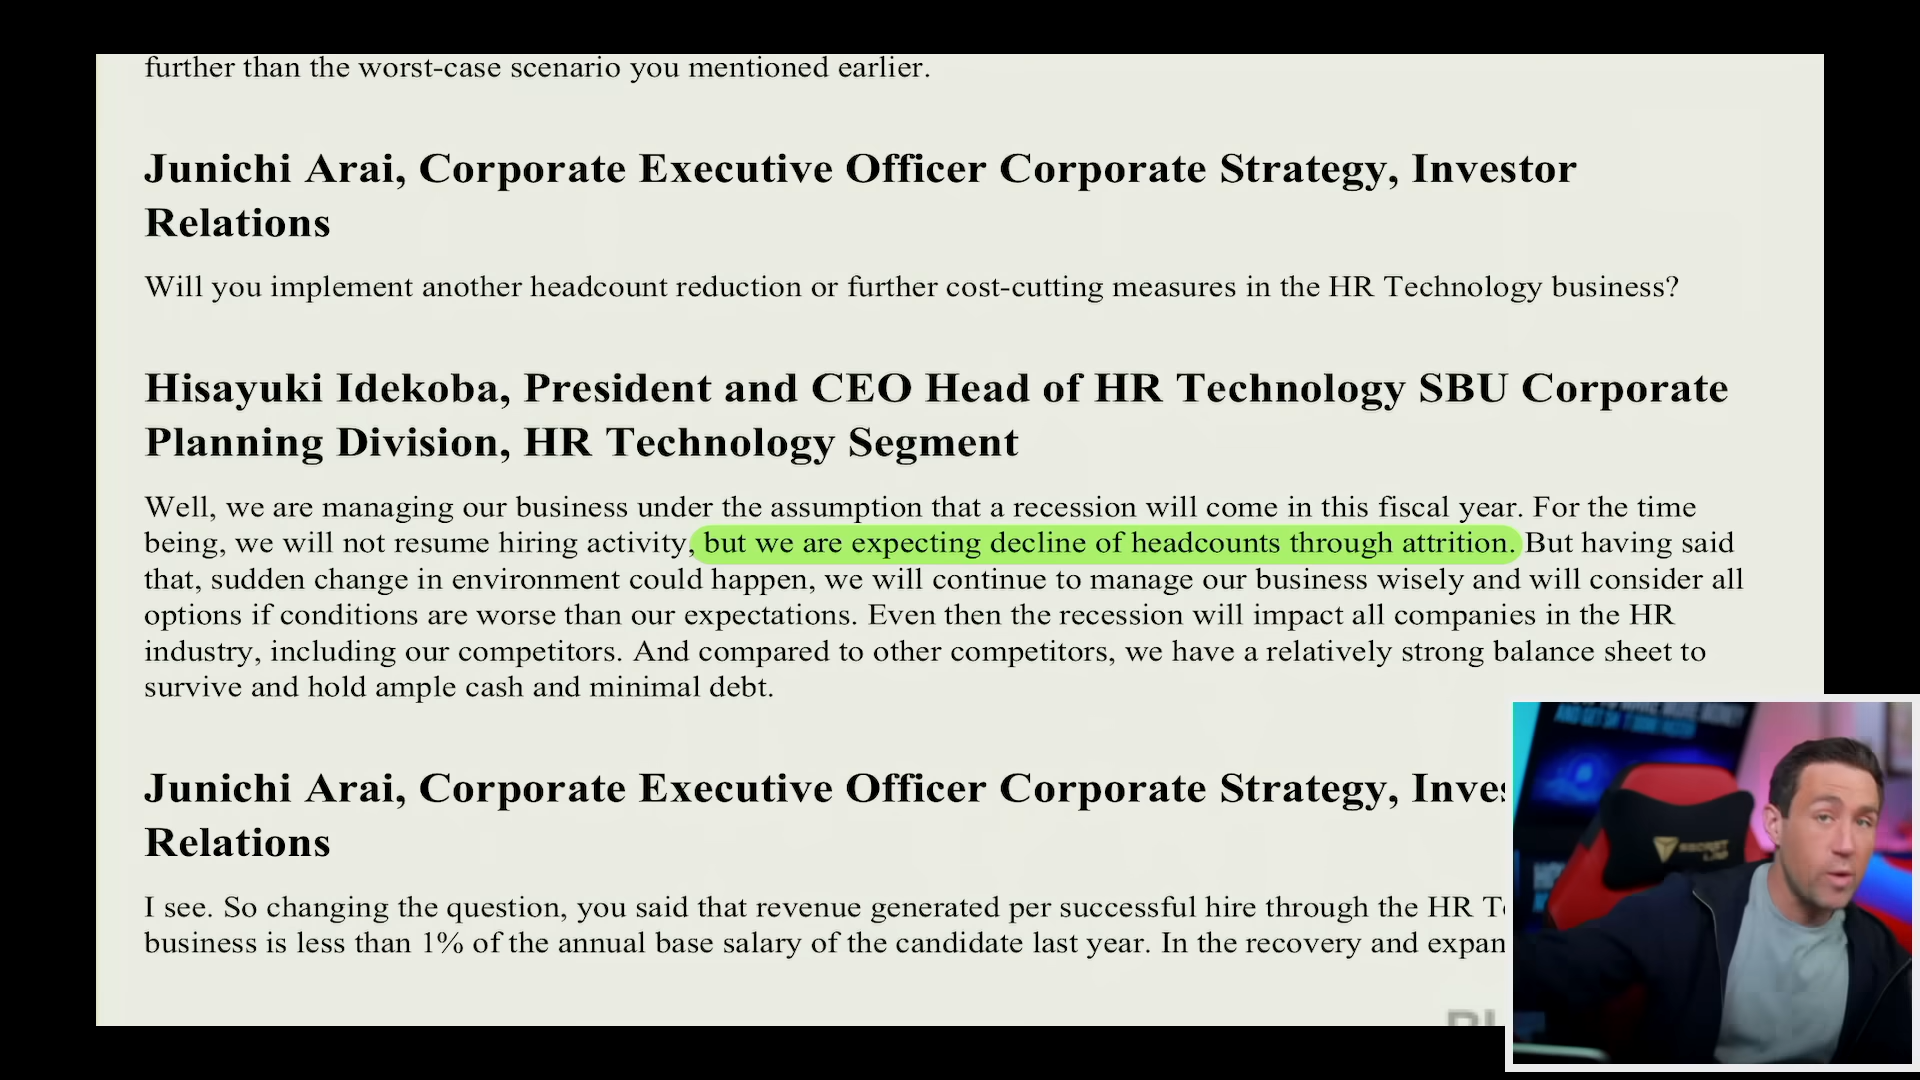 further than the worst-case scenario you mentioned earlier.
Junichi Arai, Corporate Executive Officer Corporate Strategy, Investor
Relations
Will you implement another headcount reduction or further cost-cutting measures in the HR Technology business?
Hisayuki Idekoba, President and CEO Head of HR Technology SBU Corporate
Planning Division, HR Technology Segment
Well, we are managing our business under the assumption that a recession will come in this fiscal year. For the time
being, we will not resume hiring activity, but we are expecting decline of headcounts through attrition. But having said
that, sudden change in environment could happen, we will continue to manage our business wisely and will consider all
options if conditions are worse than our expectations. Even then the recession will impact all companies in the HR
industry, including our competitors. And compared to other competitors, we have a relatively strong balance sheet to
survive and hold ample cash and minimal debt.
Junichi Arai, Corporate Executive Officer Corporate Strategy,
Relations
I see. So changing the question, you said that revenue generated per successful hire through the HR
business is less than 1% of the annual base salary of the candidate last year. In the recovery and
AND GET
SECRET
LAB